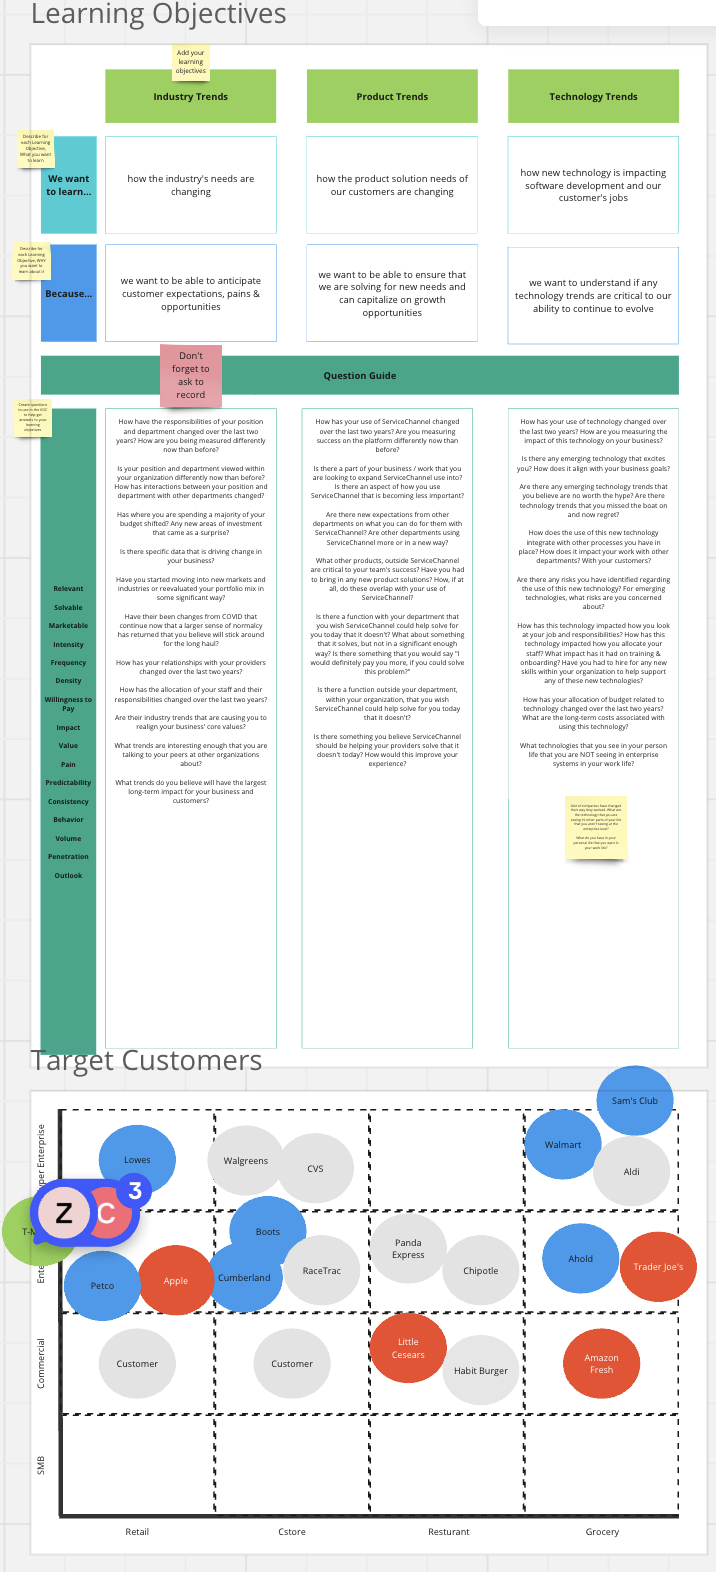 Learning Objectives
Add your
learning
objectives
Industry Trends
Product Trends
Technology Trends
Describe for
each Learning
Objective,
What you want
to learn
We want
to learn...
how the industry's needs are
changing
how the product solution needs of
our customers are changing
how new technology is impacting
software development and our
customer's jobs
Describe for
each Learning
Objective, WHY
you want to
learn about it
Because...
we want to be able to anticipate
customer expectations, pains &
opportunities
we want to be able to ensure that
we are solving for new needs and
can capitalize on growth
opportunities
we want to understand if any
technology trends are critical to our
ability to continue to evolve
Don't
forget to
ask to
record
Question Guide
Create questions
to use in the
to help get
answers to your
learning
objectives
Relevant
Solvable
Marketable
Intensity
Frequency
Density
Willingness to
Pay
Impact
Value
Pain
Predictability
Consistency
Behavior
Volume
Penetration
Outlook
How have the responsibilities of your position
and department changed over the last two
years? How are you being measured differently
now than before?
Is your position and department viewed within
your organization differently now than before?
How has interactions between your position and
department with other departments changed?
Has where you are spending a majority of your
budget shifted? Any new areas of investment
that came as a surprise?
Is there specific data that is driving change in
your business?
Have you started moving into new markets and
industries or reevaluated your portfolio mix in
some significant way?
Have their been changes from COVID that
continue now that a larger sense of normalcy
has returned that you believe will stick around
for the long haul?
How has your relationships with your providers
changed over the last two years?
How has the allocation of your staff and their
responsibilities changed over the last two years?
Are their industry trends that are causing you to
realign your business' core values?
What trends are interesting enough that you are
talking to your peers at other organizations
about?
What trends do you believe will have the largest
long-term impact for your business and
customers?
How has your use of ServiceChannel changed
over the last two years? Are you measuring
success on the platform differently now than
before?
Is there a part of your business / work that you
are looking to expand ServiceChannel use into?
Is there an aspect of how you use
ServiceChannel that is becoming less important?
Are there new expectations from other
departments on what you can do for them with
ServiceChannel? Are other departments using
ServiceChannel more or in a new way?
What other products, outside ServiceChannel
are critical to your team's success? Have you had
to bring in any new product solutions? How, if at
all, do these overlap with your use of
ServiceChannel?
Is there a function with your department that
you wish ServiceChannel could help solve for
you today that it doesn't? What about something
that it solves, but not in a significant enough
way? Is there something that you would say "I
would definitely pay you more, if you could solve
this problem?"
Is there a function outside your department,
within your organization, that you wish
ServiceChannel could help solve for you today
that it doesn't?
Is there something you believe ServiceChannel
should be helping your providers solve that it
doesn't today? How would this improve your
experience?
How has your use of technology changed over
the last two years? How are you measuring the
impact of this technology on your business?
Is there any emerging technology that excites
you? How does it align with your business goals?
Are there any emerging technology trends that
you believe are no worth the hype? Are there
technology trends that you missed the boat on
and now regret?
How does the use of this new technology
integrate with other processes you have in
place? How does it impact your work with other
departments? With your customers?
Are there any risks you have identified regarding
the use of this new technology? For emerging
technologies, what risks are you concerned
about?
How has this technology impacted how you look
at your job and responsibilities? How has this
technology impacted how you allocate your
staff? What impact has it had on training &
onboarding? Have you had to hire for any new
skills within your organization to help support
any of these new technologies?
How has your allocation of budget related to
technology changed over the last two years?
What are the long-term costs associated with
using this technology?
What technologies that you see in your person
life that you are NOT seeing in enterprise
systems in your work life?
What do you have in your
personal life that you want in
your work life?
Target Customers
Super Enterprise
Ente
Commercial
SMB
Lowes
Walgreens
CVS
Sam's Club
Walmart
Aldi
T-M
Z
C
3
Petco
Apple
Boots
Cumberland
RaceTrac
Panda
Express
Chipotle
Ahold
Trader Joe's
Customer
Customer
Little
Cesears
Habit Burger
Amazon
Fresh
Retail
Cstore
Resturant
Grocery